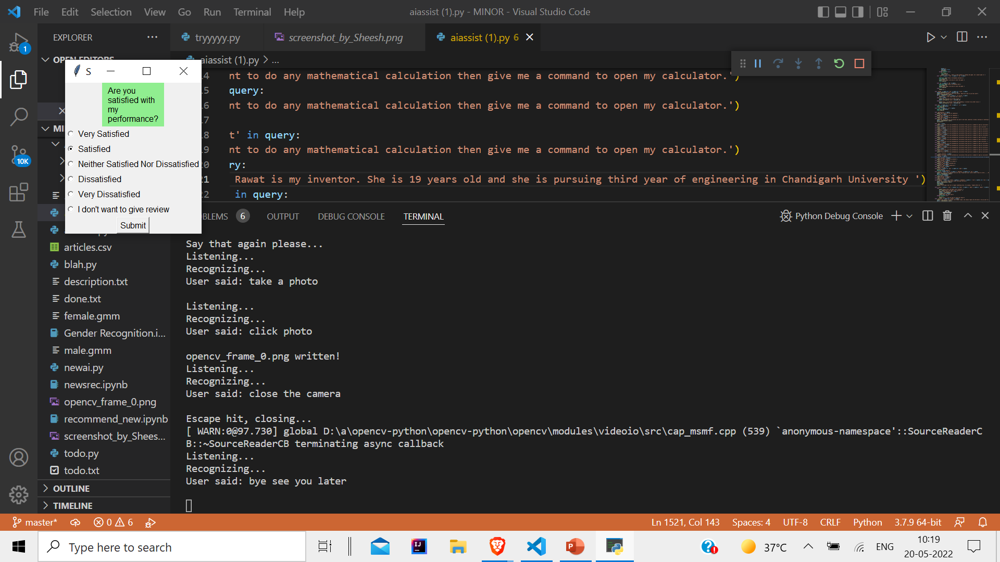 File Edit Selection View Go Run Terminal Help
aiassist (1).py - MINOR - Visual Studio Code
EXPLORER
tryyyyy.py
screenshot_by_Sheesh.png
aiassist (1).py 6
1
OPEN EDITORS
aiassist (1).py > ...
S
Are you
satisfied with
my
performance?
Very Satisfied
Satisfied
Neither Satisfied Nor Dissatisfied
Dissatisfied
Very Dissatisfied
I don't want to give review
Submit
10K
14 nt to do any mathematical calculation then give me a command to open my calculator.')
15 query:
16 nt to do any mathematical calculation then give me a command to open my calculator.')
17
18 t' in query:
19 nt to do any mathematical calculation then give me a command to open my calculator.')
20 ry:
21 Rawat is my inventor. She is 19 years old and she is pursuing third year of engineering in Chandigarh University ')
22 in query:
MI
BLEMS 6 OUTPUT DEBUG CONSOLE TERMINAL
Python Debug Console
articles.csv
blah.py
description.txt
done.txt
female.gmm
Gender Recognition.i...
male.gmm
newai.py
newsrec.ipynb
opencv_frame_0.png
recommend_new.ipynb
screenshot_by_Shees...
todo.py
todo.txt
OUTLINE
TIMELINE
Say that again please...
Listening...
Recognizing...
User said: take a photo
Listening...
Recognizing...
User said: click photo
opencv_frame_0.png written!
Listening...
Recognizing...
User said: close the camera
Escape hit, closing...
[ WARN:0@97.730] global D:\a\opencv-python\opencv-python\opencv\modules\videoio\src\cap_msmf.cpp (539) `anonymous-namespace'::SourceReaderC
B::~SourceReaderCB terminating async callback
Listening...
Recognizing...
User said: bye see you later
master* 0 6
Ln 1521, Col 143 Spaces: 4 UTF-8 CRLF Python 3.7.9 64-bit
Type here to search
37°C
ENG
10:19
20-05-2022